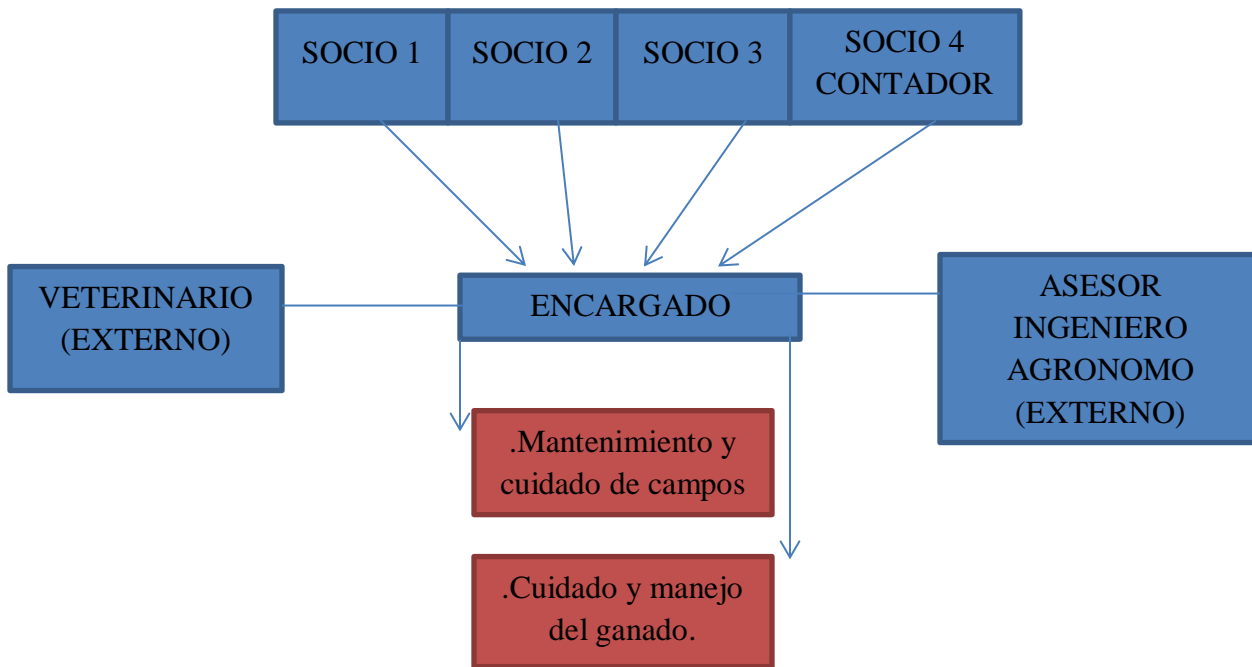 SOCIO 1
SOCIO 2
SOCIO 3
SOCIO 4
CONTADOR
VETERINARIO
(EXTERNO)
ENCARGADO
ASESOR
INGENIERO
AGRONOMO
(EXTERNO)
.Mantenimiento y
cuidado de campos
.Cuidado y manejo
del ganado.